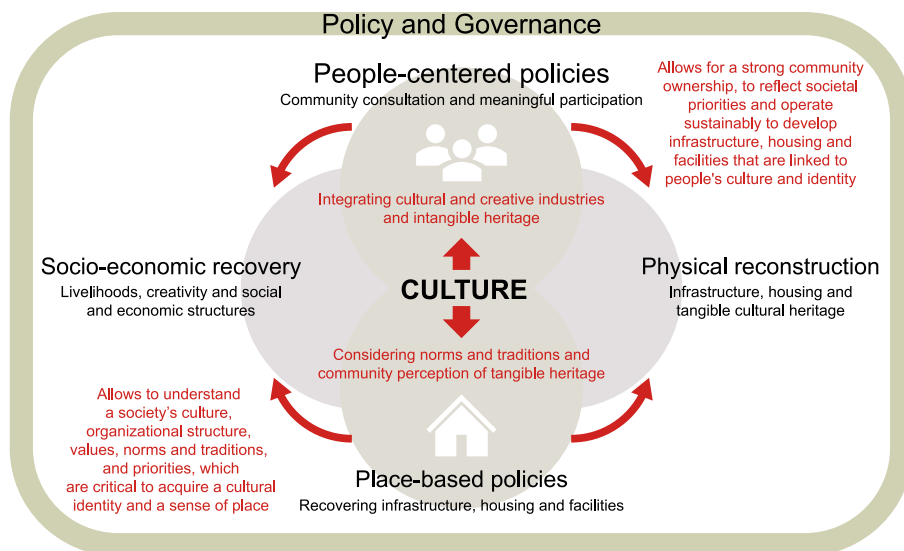 Policy and Governance
People-centered policies
Community consultation and meaningful participation
Allows for a strong community
ownership, to reflect societal
priorities and operate
sustainably to develop
infrastructure, housing and
facilities that are linked to
people's culture and identity
Integrating cultural and creative industries
and intangible heritage
Socio-economic recovery
Livelihoods, creativity and social
and economic structures
CULTURE
Physical reconstruction
Infrastructure, housing and
tangible cultural heritage
Considering norms and traditions and
community perception of tangible heritage
Allows to understand
a society’s culture,
organizational structure,
values, norms and traditions,
and priorities, which
are critical to acquire a cultural
identity and a sense of place
Place-based policies
Recovering infrastructure, housing and facilities